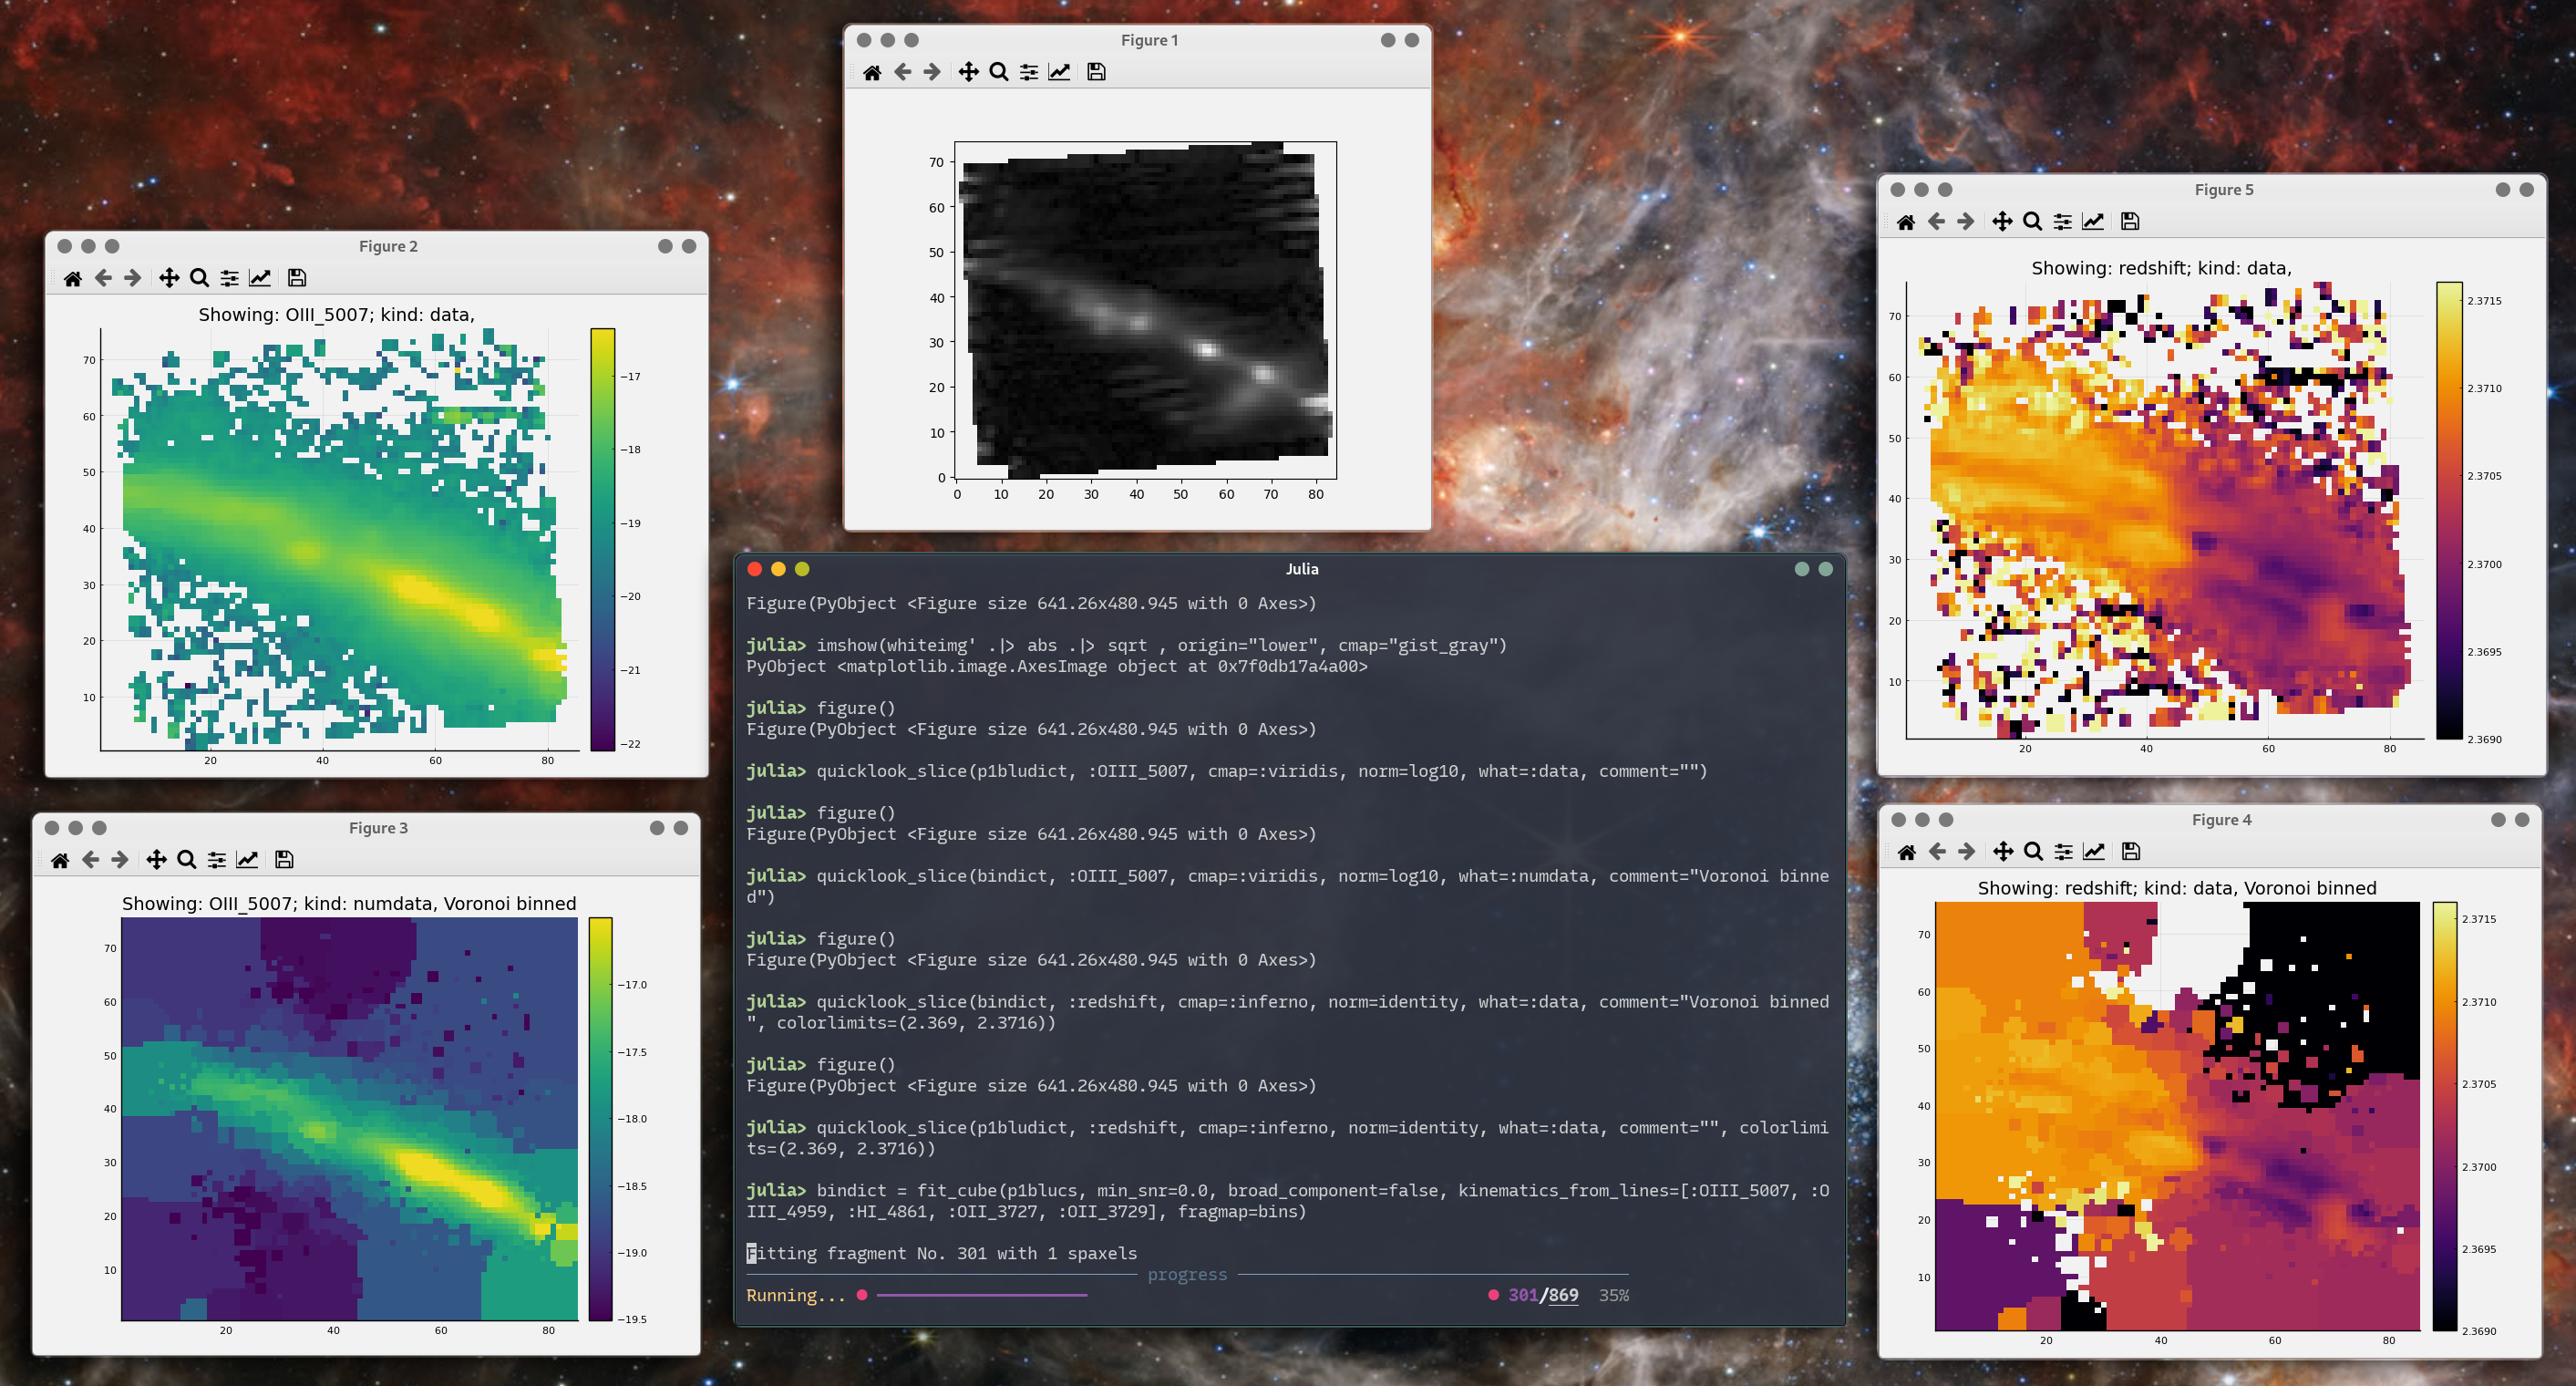 Figure 1
70
60
50
40
30
20
10
0
0 10 20 30 40 50 60 70 80
Figure 2
Showing: OIII_5007; kind: data,
70
60
50
40
30
20
10
20 40 60 80
−17
−18
−19
−20
−21
−22
Figure 5
Showing: redshift; kind: data,
70
60
50
40
30
20
10
20 40 60 80
2.3715
2.3710
2.3705
2.3700
2.3695
2.3690
Julia
Figure(PyObject <Figure size 641.26x480.945 with 0 Axes>)
julia> imshow(whiteimg' .|> abs .|> sqrt , origin="lower", cmap="gist_gray")
PyObject <matplotlib.image.AxesImage object at 0x7f0db17a4a00>
julia> figure()
Figure(PyObject <Figure size 641.26x480.945 with 0 Axes>)
julia> quicklook_slice(p1bludict, :OIII_5007, cmap=:viridis, norm=log10, what=:data, comment="")
julia> figure()
Figure(PyObject <Figure size 641.26x480.945 with 0 Axes>)
julia> quicklook_slice(bindict, :OIII_5007, cmap=:viridis, norm=log10, what=:numdata, comment="Voronoi binne
d")
julia> figure()
Figure(PyObject <Figure size 641.26x480.945 with 0 Axes>)
julia> quicklook_slice(bindict, :redshift, cmap=:inferno, norm=identity, what=:data, comment="Voronoi binned
", colorlimits=(2.369, 2.3716))
julia> figure()
Figure(PyObject <Figure size 641.26x480.945 with 0 Axes>)
julia> quicklook_slice(p1bludict, :redshift, cmap=:inferno, norm=identity, what=:data, comment="", colorlimi
ts=(2.369, 2.3716))
julia> bindict = fit_cube(p1blucs, min_snr=0.0, broad_component=false, kinematics_from_lines=[:OIII_5007, :O
III_4959, :HI_4861, :OII_3727, :OII_3729], fragmap=bins)
Fitting fragment No. 301 with 1 spaxels
progress
Running... 301/869 35%
Figure 3
Showing: OIII_5007; kind: numdata, Voronoi binned
70
60
50
40
30
20
10
20 40 60 80
−17.0
−17.5
−18.0
−18.5
−19.0
−19.5
Figure 4
Showing: redshift; kind: data, Voronoi binned
70
60
50
40
30
20
10
20 40 60 80
2.3715
2.3710
2.3705
2.3700
2.3695
2.3690